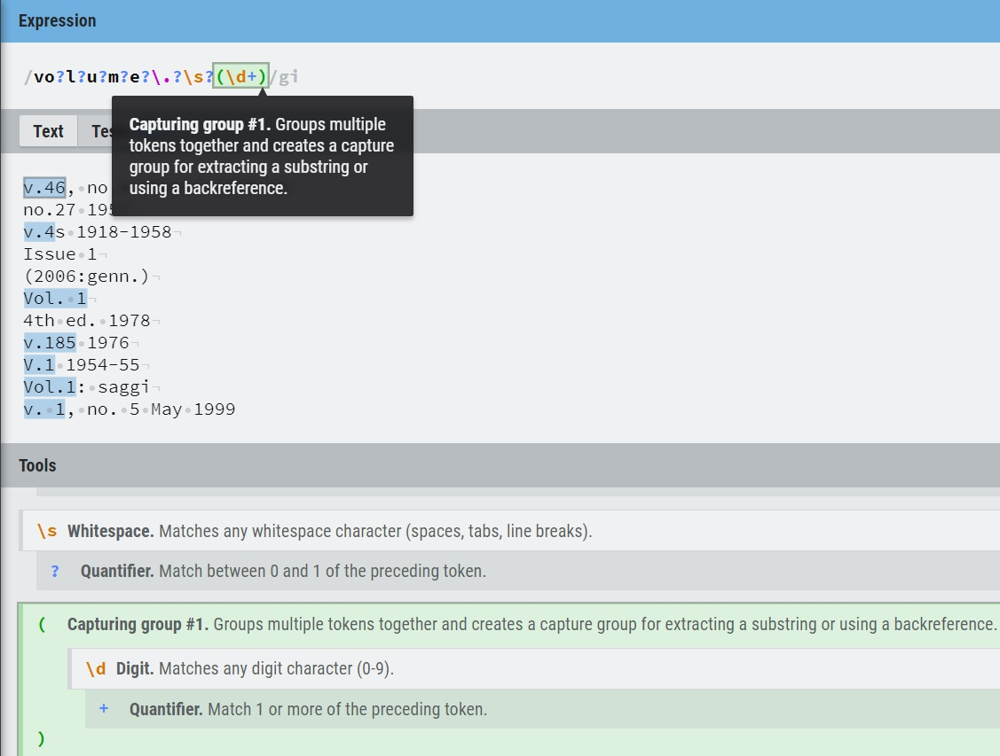 Expression
/vo?l?u?m?e?\.?\s?(\d+)/gi
Text
Capturing group #1. Groups multiple
tokens together and creates a capture
group for extracting a substring or
using a backreference.
v.46, no
no.27 195
v.4s 1918-1958
Issue 1
(2006:genn.)
Vol. 1
4th ed. 1978
v.185 1976
V.1 1954-55
Vol.1: saggi
v. 1, no. 5 May 1999
Tools
\s Whitespace. Matches any whitespace character (spaces, tabs, line breaks).
? Quantifier. Match between 0 and 1 of the preceding token.
( Capturing group #1. Groups multiple tokens together and creates a capture group for extracting a substring or using a backreference.
\d Digit. Matches any digit character (0-9).
+ Quantifier. Match 1 or more of the preceding token.
)